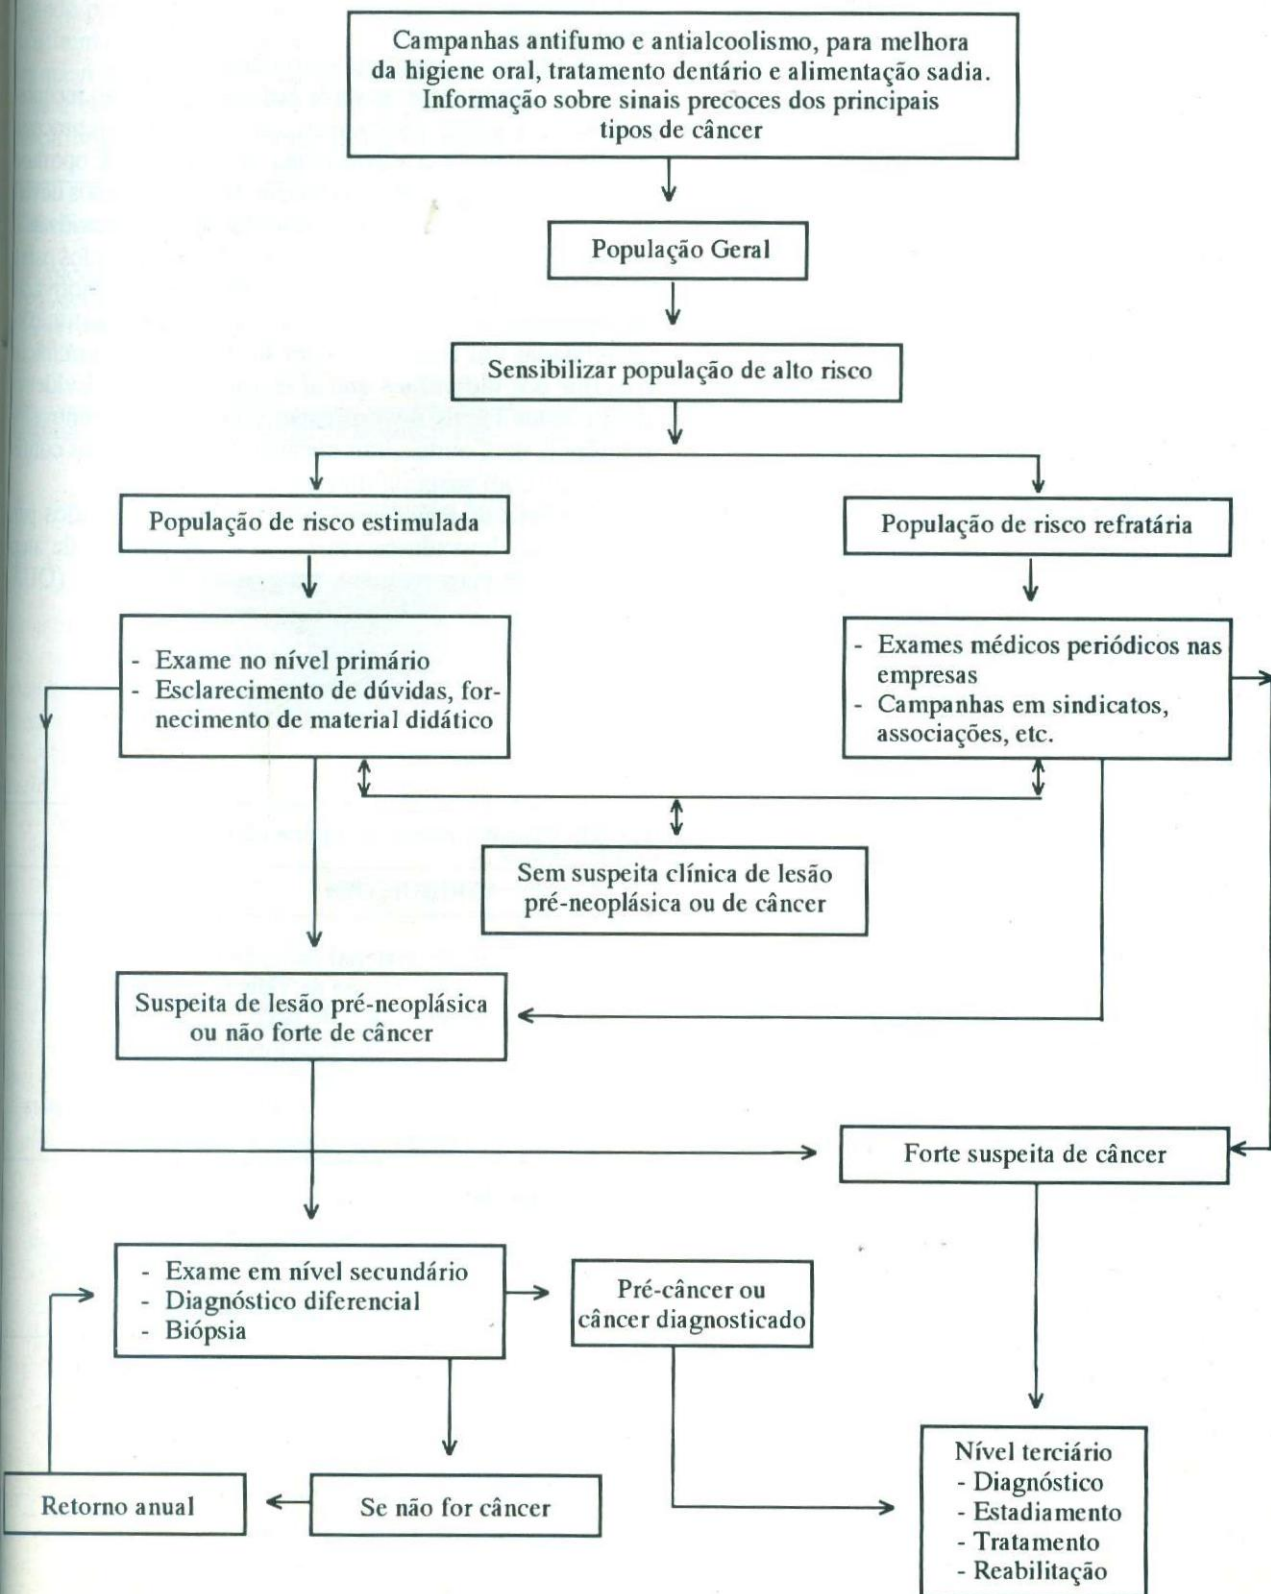 Campanhas antifumo e antialcoolismo, para melhora
da higiene oral, tratamento dentário e alimentação sadia.
Informação sobre sinais precoces dos principais
tipos de câncer
População Geral
Sensibilizar população de alto risco
População de risco estimulada
População de risco refratária
- Exame no nível primário
- Esclarecimento de dúvidas, for-
necimento de material didático
- Exames médicos periódicos nas
empresas
- Campanhas em sindicatos,
associações, etc.
Sem suspeita clínica de lesão
pré-neoplásica ou de câncer
Suspeita de lesão pré-neoplásica
ou não forte de câncer
Forte suspeita de câncer
- Exame em nível secundário
- Diagnóstico diferencial
- Biópsia
Pré-câncer ou
câncer diagnosticado
Retorno anual
Se não for câncer
Nível terciário
- Diagnóstico
- Estadiamento
- Tratamento
- Reabilitação